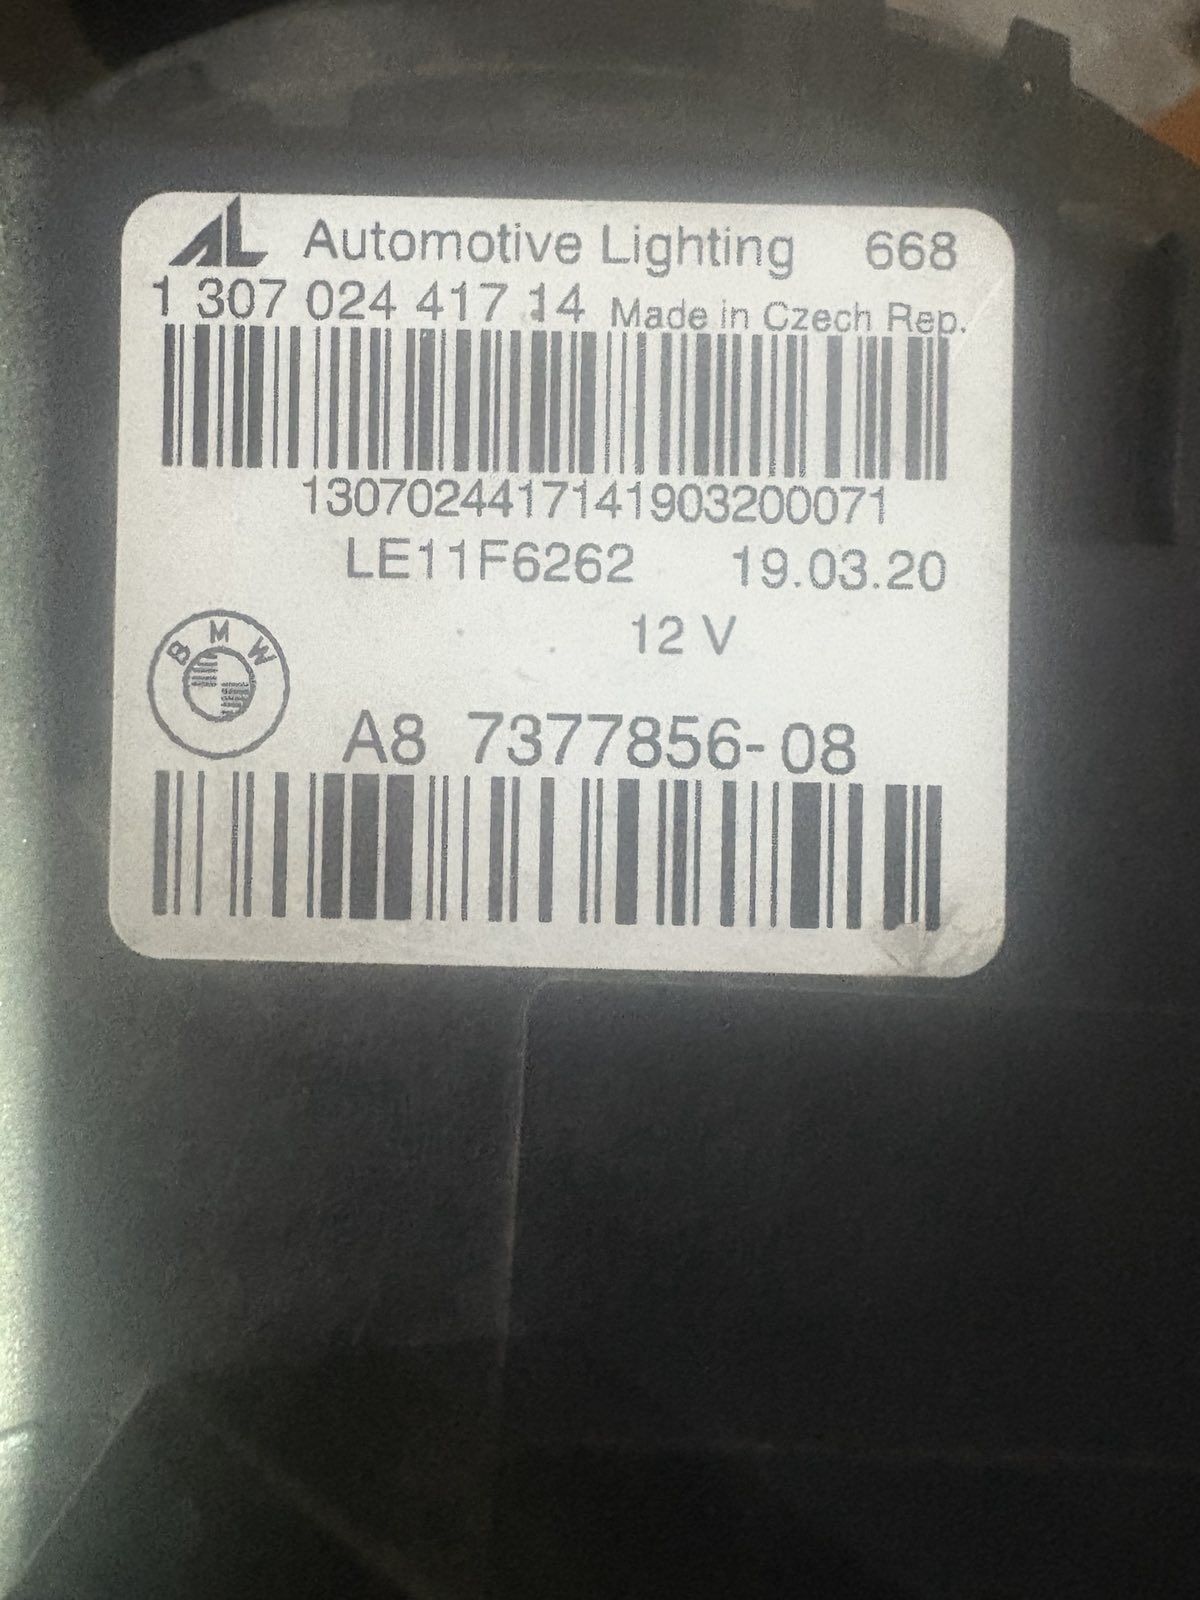 AL Automotive Lighting 668
1 307 024 417 14 Made in Czech Rep.
1307024417141903200071
LE11F6262 19.03.20
12 V
BMW
A8 7377856-08